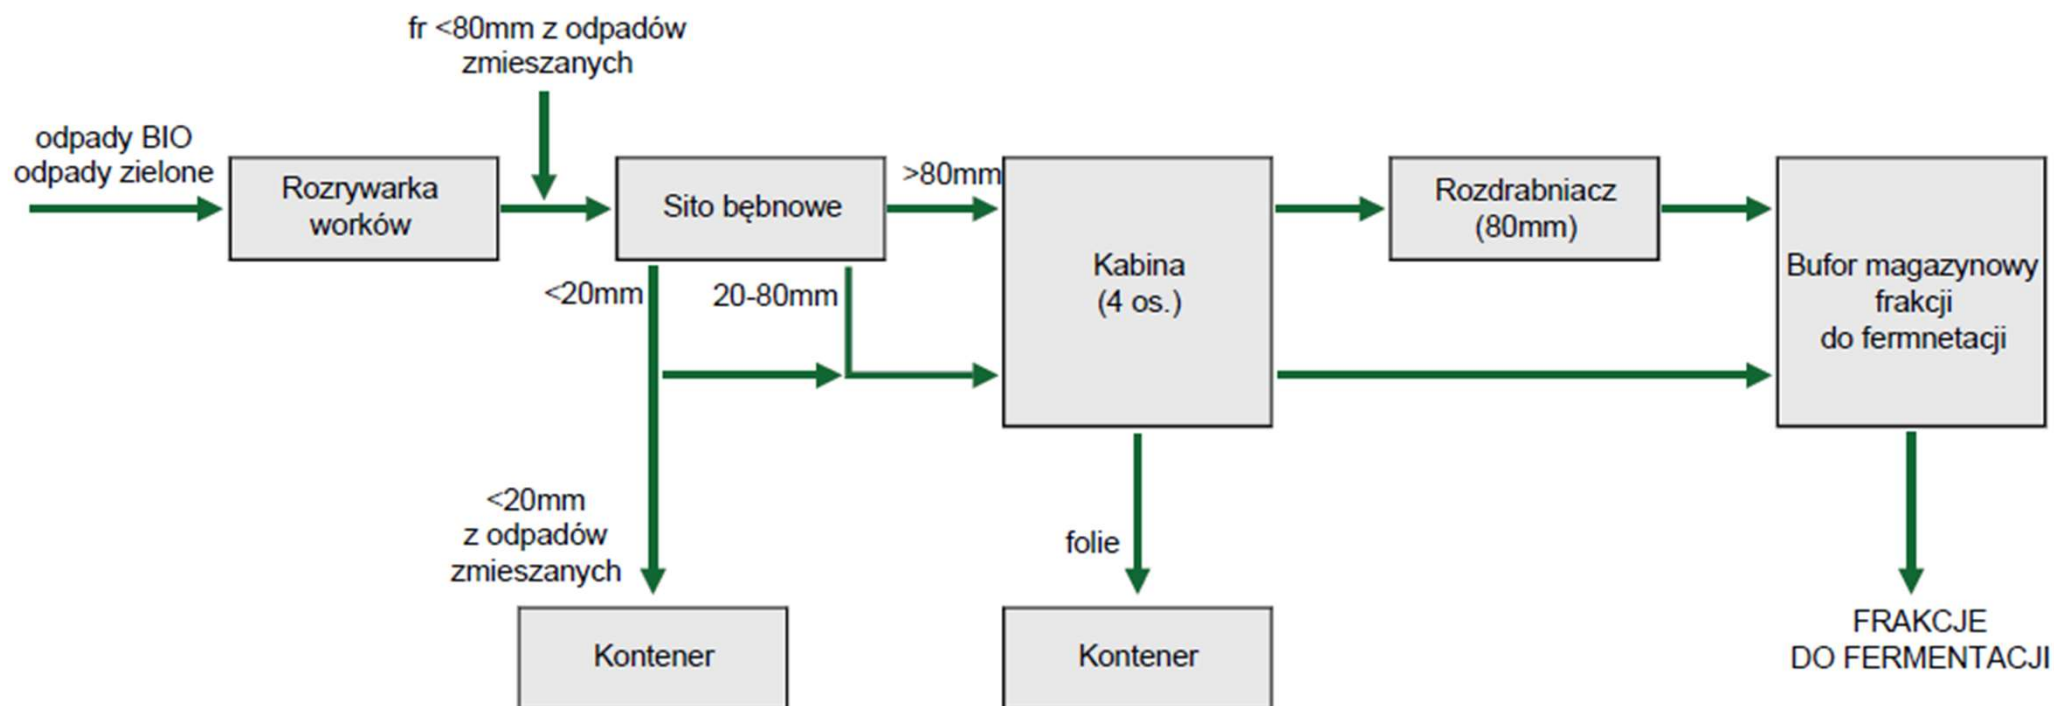 fr <80mm z odpadów
zmieszanych
odpady BIO
odpady zielone
Rozrywarka
worków
Sito bębnowe
>80mm
Kabina
(4 os.)
Rozdrabniacz
(80mm)
Bufor magazynowy
frakcji
do fermnetacji
<20mm
20-80mm
<20mm
z odpadów
zmieszanych
folie
Kontener
Kontener
FRAKCJE
DO FERMENTACJI